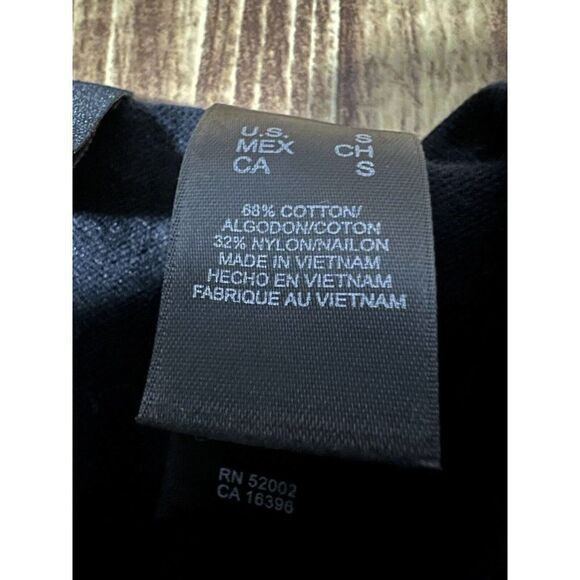 U.S. S
MEX CH
CA S
68% COTTON/
ALGODON/COTON
32% NYLON/NAILON
MADE IN VIETNAM
HECHO EN VIETNAM
FABRIQUE AU VIETNAM
RN 52002
CA 16396